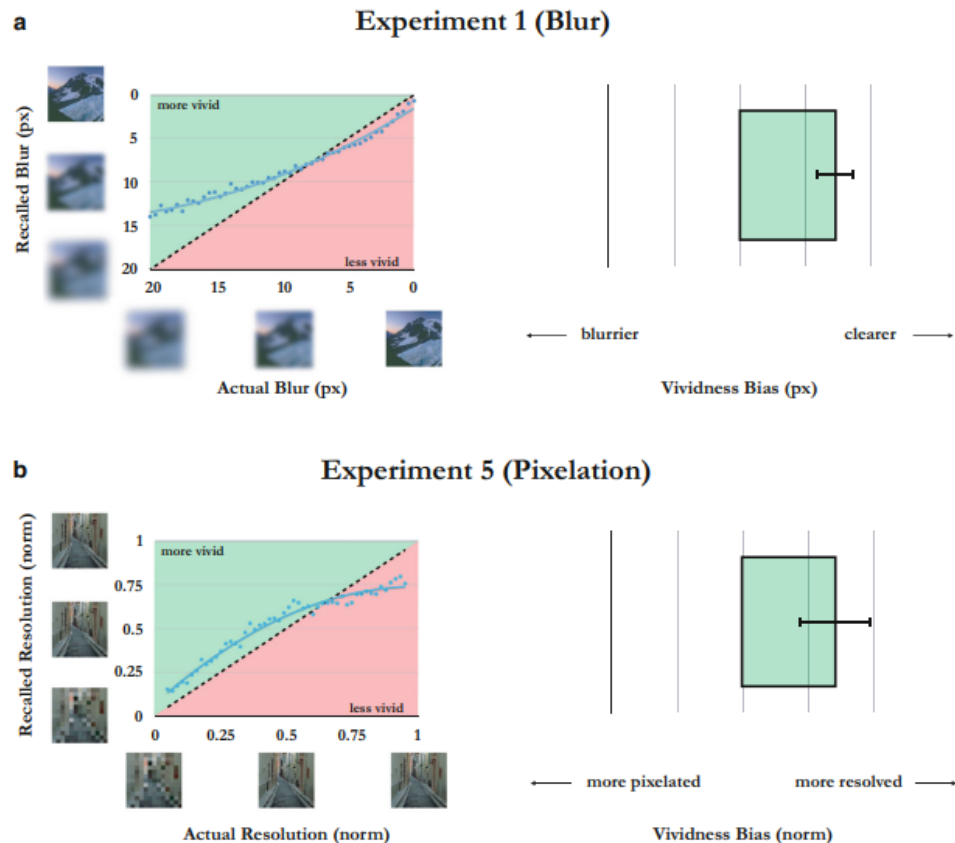 a
Experiment 1 (Blur)
Recalled Blur (px)
0
5
10
15
20
more vivid
less vivid
20 15 10 5 0
Actual Blur (px)
blurrier clearer
Vividness Bias (px)
b
Experiment 5 (Pixelation)
Recalled Resolution (norm)
1
0.75
0.5
0.25
0
more vivid
less vivid
0 0.25 0.5 0.75 1
Actual Resolution (norm)
more pixelated more resolved
Vividness Bias (norm)